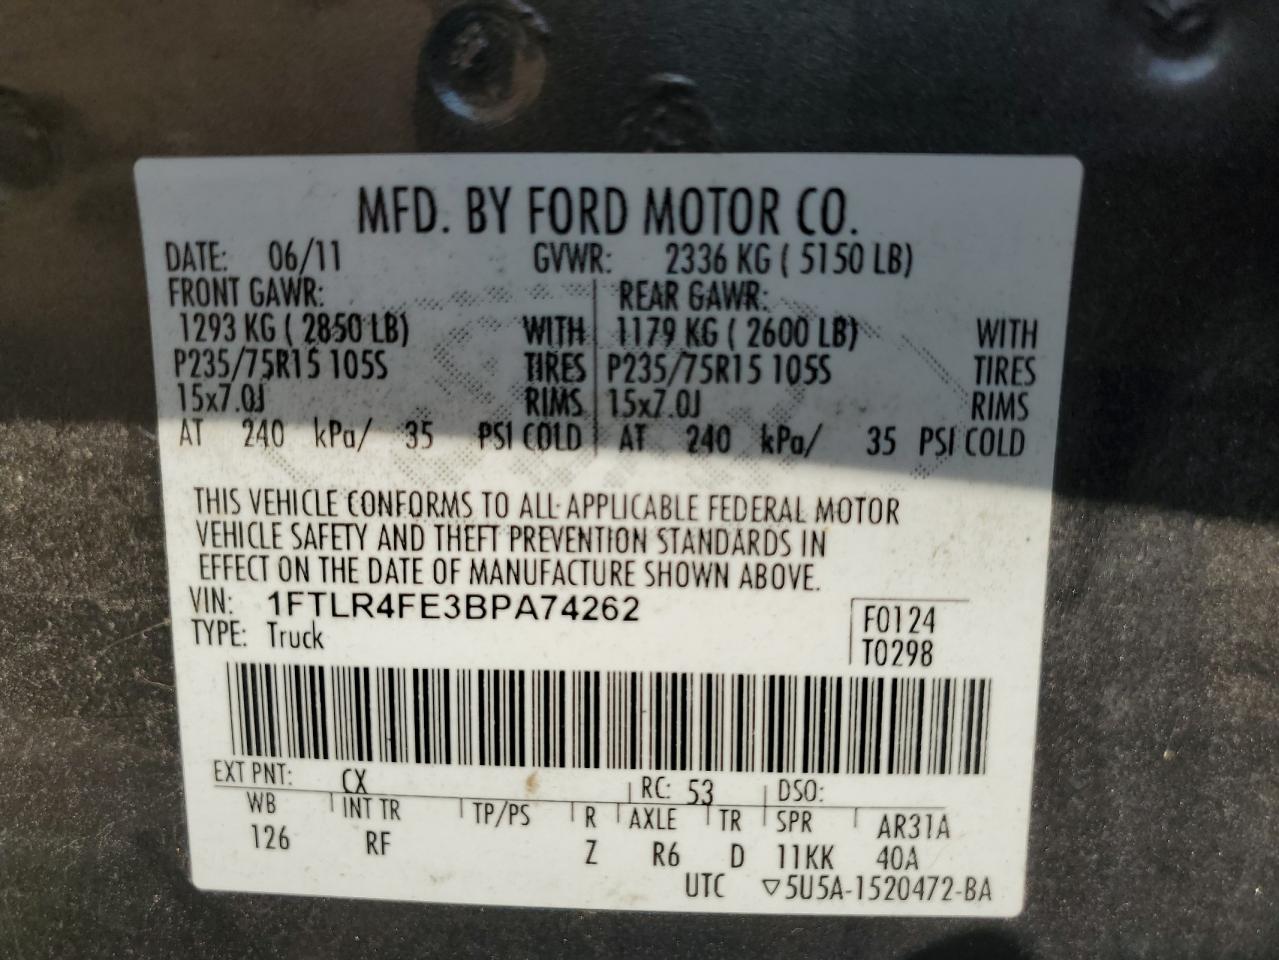 MFD. BY FORD MOTOR CO.
DATE: 06/11 GVWR: 2336 KG ( 5150 LB)
FRONT GAWR: REAR GAWR:
1293 KG ( 2850 LB) WITH 1179 KG ( 2600 LB) WITH
P235/75R15 105S TIRES P235/75R15 105S TIRES
15x7.0J RIMS 15x7.0J RIMS
AT 240 kPa/ 35 PSI COLD AT 240 kPa/ 35 PSI COLD
THIS VEHICLE CONFORMS TO ALL APPLICABLE FEDERAL MOTOR
VEHICLE SAFETY AND THEFT PREVENTION STANDARDS IN
EFFECT ON THE DATE OF MANUFACTURE SHOWN ABOVE.
VIN: 1FTLR4FE3BPA74262 F0124
TYPE: Truck T0298
EXT PNT: CX RC: 53 DSO:
WB INT TR TP/PS R AXLE TR SPR AR31A
126 RF Z R6 D 11KK 40A
UTC ▽5U5A-1520472-BA